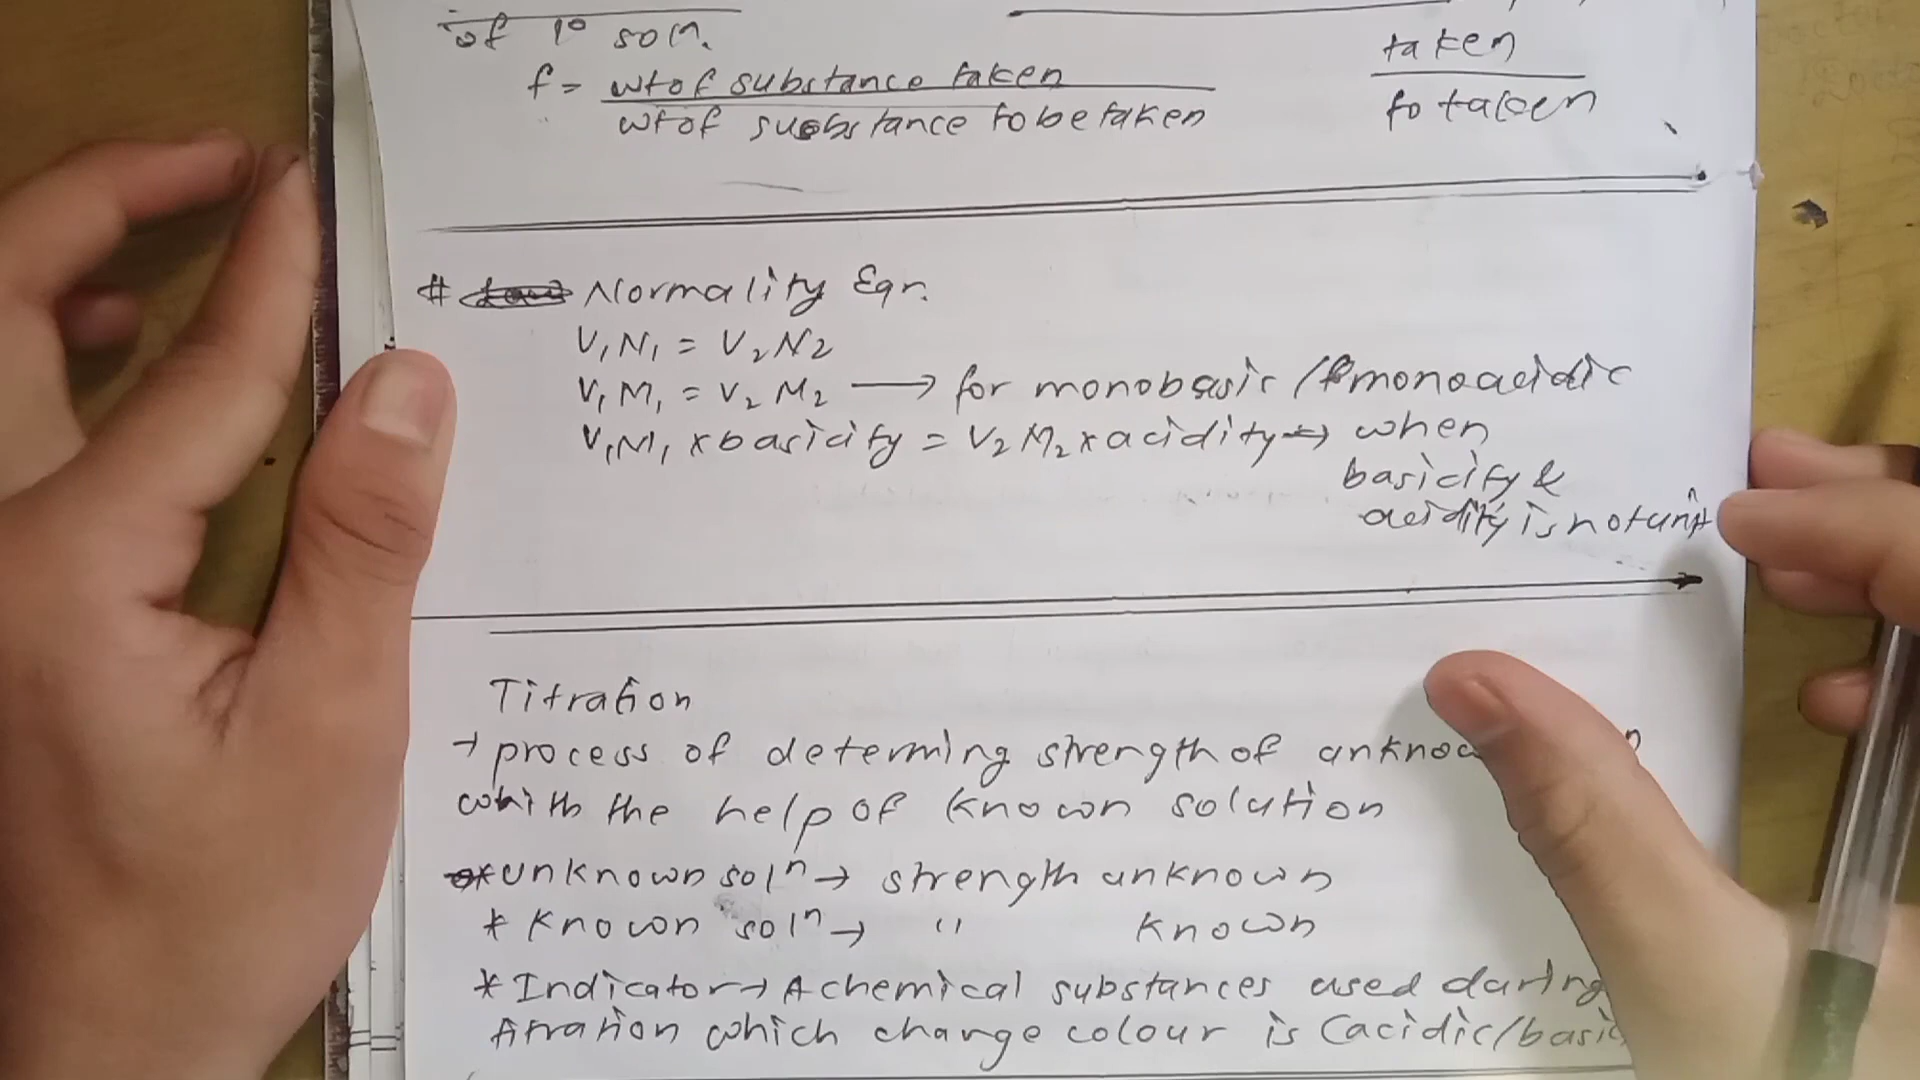 of 1° soln.
f = wt of substance taken
wt of substance to be taken
taken
to taken
# Normality Eqn.
V₁N₁ = V₂N₂
V₁M₁ = V₂M₂ → for monobasic / monoacidic
V₁M₁ x basicity = V₂M₂ x acidity → when
basicity &
acidity is not unit
Titration
→ process of determing strength of
with the help of known solution
* unknown solⁿ → strength unknown
* Known solⁿ → " Known
* Indicator → A chemical substances used during
titration which change colour is (acidic/basic